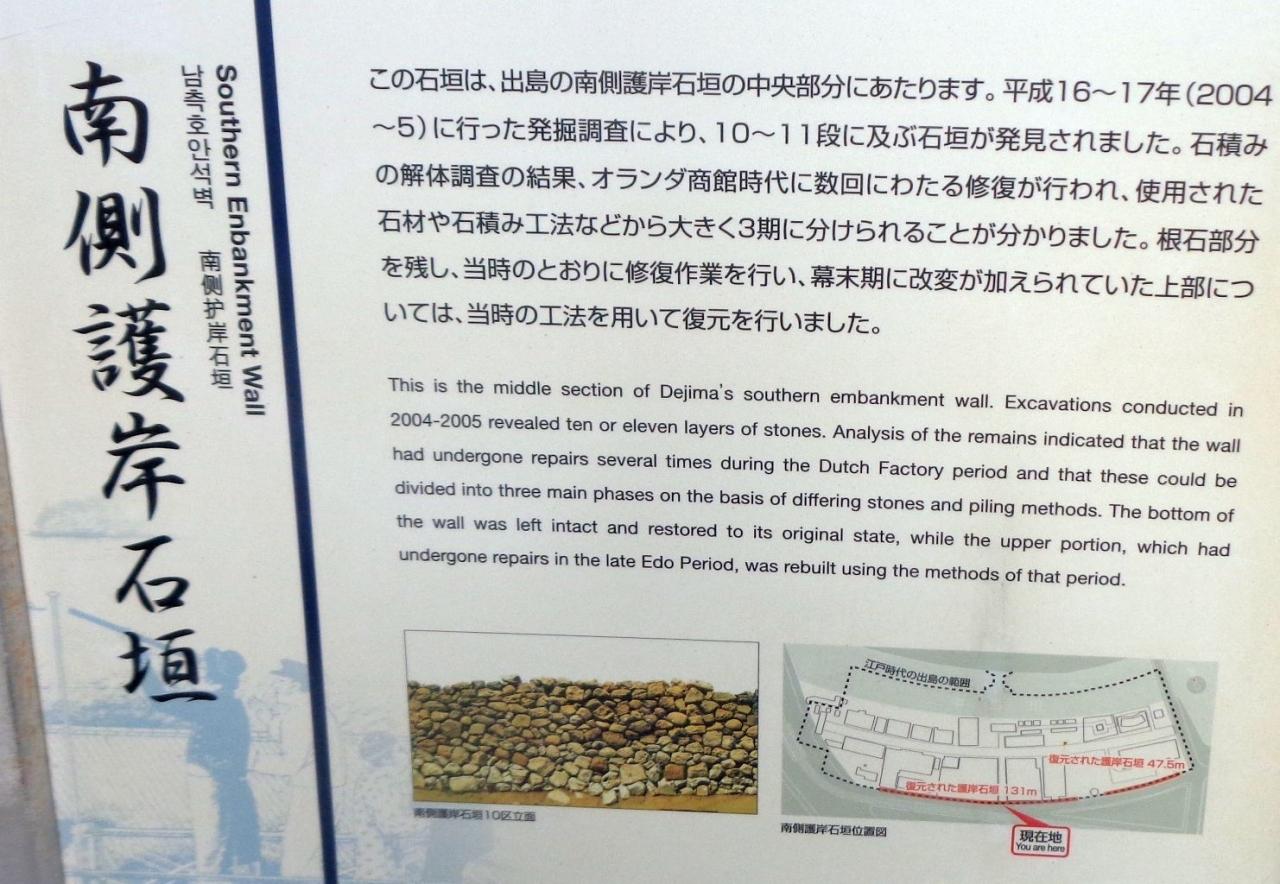 南側護岸石垣
Southern Enbankment Wall
남측호안석벽 南侧护岸石垣
この石垣は、出島の南側護岸石垣の中央部分にあたります。平成16～17年（2004
～5）に行った発掘調査により、10～11段に及ぶ石垣が発見されました。石積み
の解体調査の結果、オランダ商館時代に数回にわたる修復が行われ、使用された
石材や石積み工法などから大きく3期に分けられることが分かりました。根石部分
を残し、当時のとおりに修復作業を行い、幕末期に改変が加えられていた上部につ
いては、当時の工法を用いて復元を行いました。
This is the middle section of Dejima's southern embankment wall. Excavations conducted in
2004-2005 revealed ten or eleven layers of stones. Analysis of the remains indicated that the wall
had undergone repairs several times during the Dutch Factory period and that these could be
divided into three main phases on the basis of differing stones and piling methods. The bottom of
the wall was left intact and restored to its original state, while the upper portion, which had
undergone repairs in the late Edo Period, was rebuilt using the methods of that period.
南側護岸石垣10区立面
江戸時代の出島の範囲
復元された護岸石垣 47.5m
復元された護岸石垣 131m
南側護岸石垣位置図
現在地
You are here